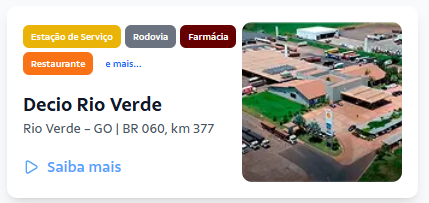 Estação de Serviço Rodovia Farmácia
Restaurante e mais...
Decio Rio Verde
Rio Verde – GO | BR 060, km 377
Saiba mais